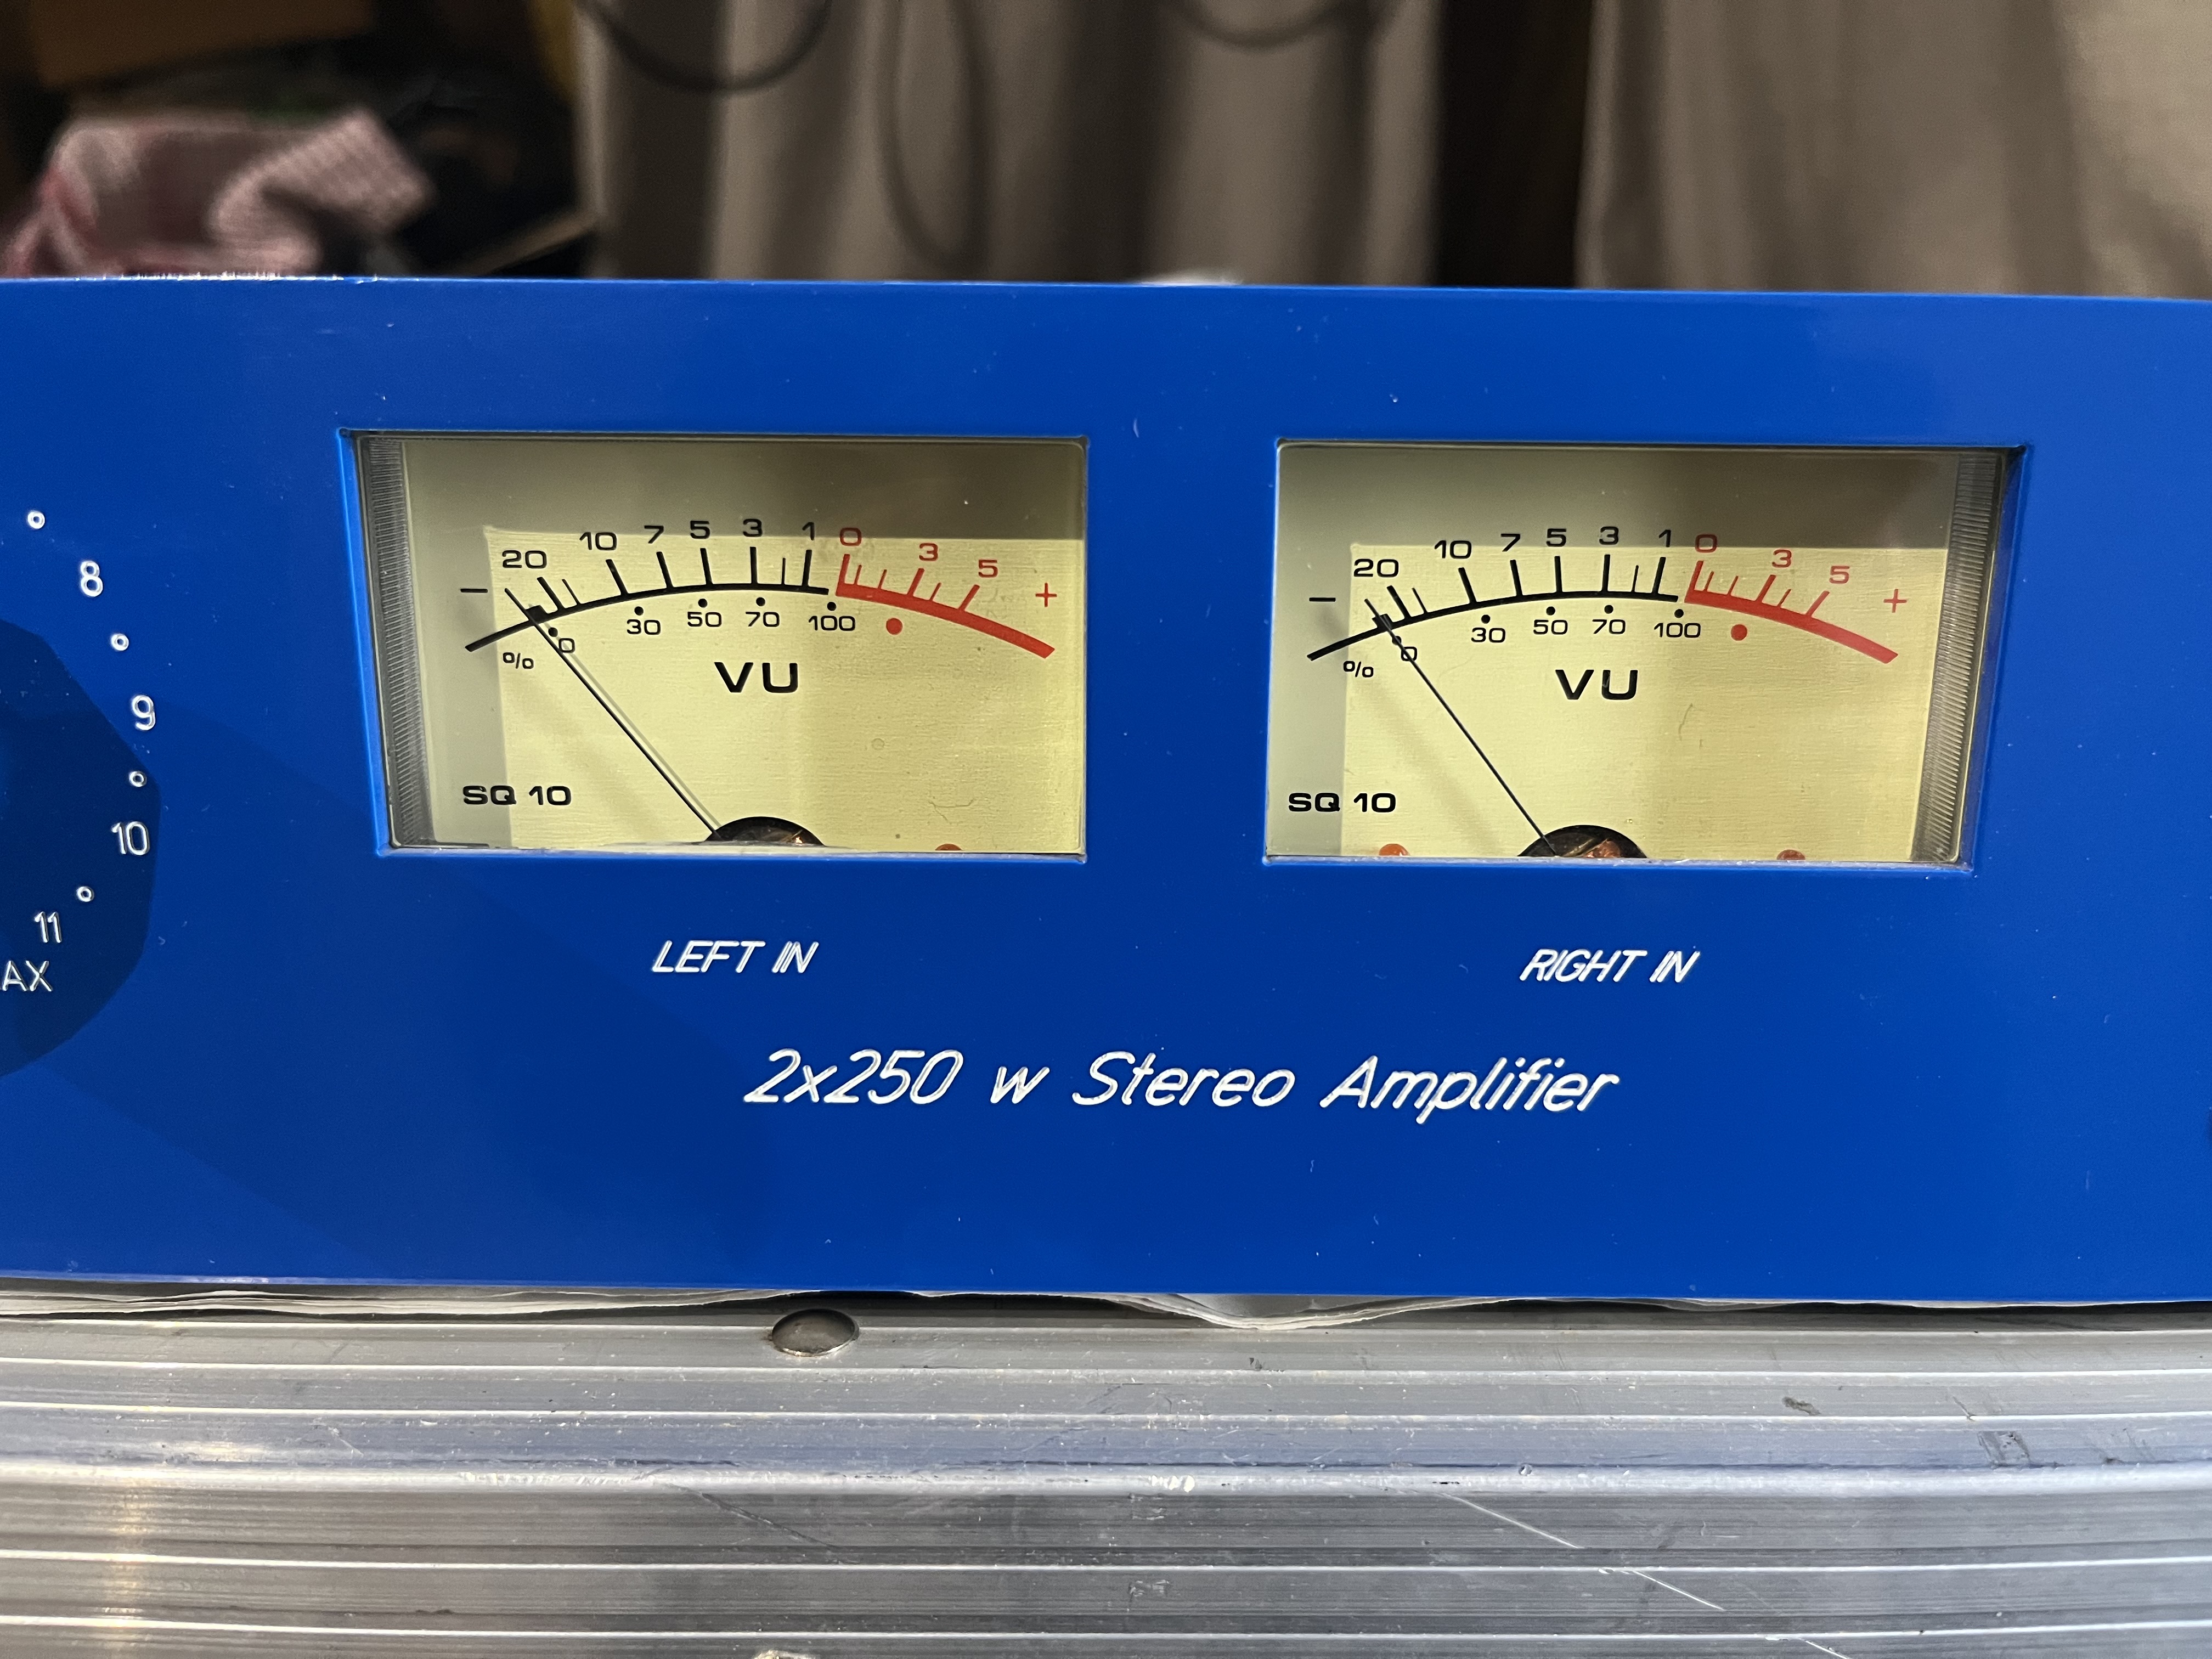 8
9
10
11
AX
20 10 7 5 3 1 0 3 5
- +
0 30 50 70 100
%
VU
SQ 10
LEFT IN
20 10 7 5 3 1 0 3 5
- +
0 30 50 70 100
%
VU
SQ 10
RIGHT IN
2x250 w Stereo Amplifier